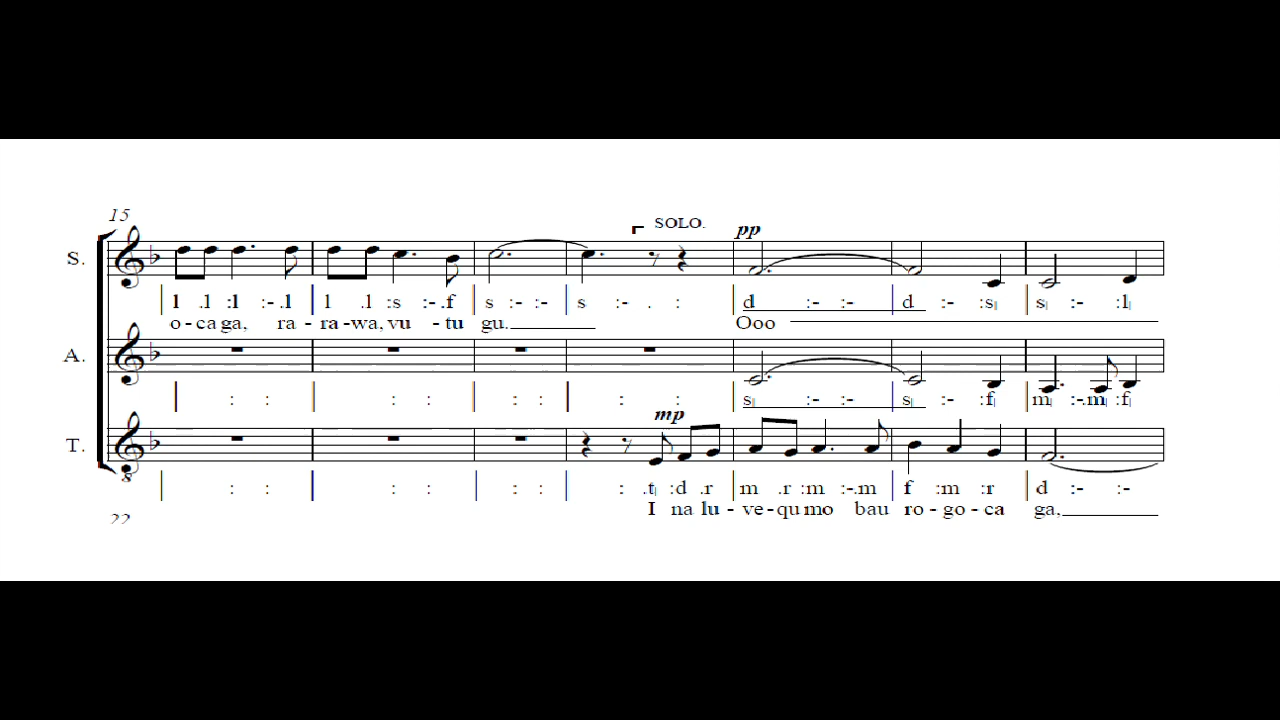 15
SOLO. pp
S.
l .l :l :-.l l .l :s :-.f s :- :- s :- . : d :- :- d :- :s| s| :- :l|
o-ca ga, ra-ra-wa, vu -tu gu. Ooo
A.
: : : : : : : : s| :- :- s| :- :f| m| :-.m| :f|
mp
T.
: : : : : : : .t| :d .r m .r :m :-.m f :m :r d :- :-
I na lu-ve-qu mo bau ro-go-ca ga,
8
22